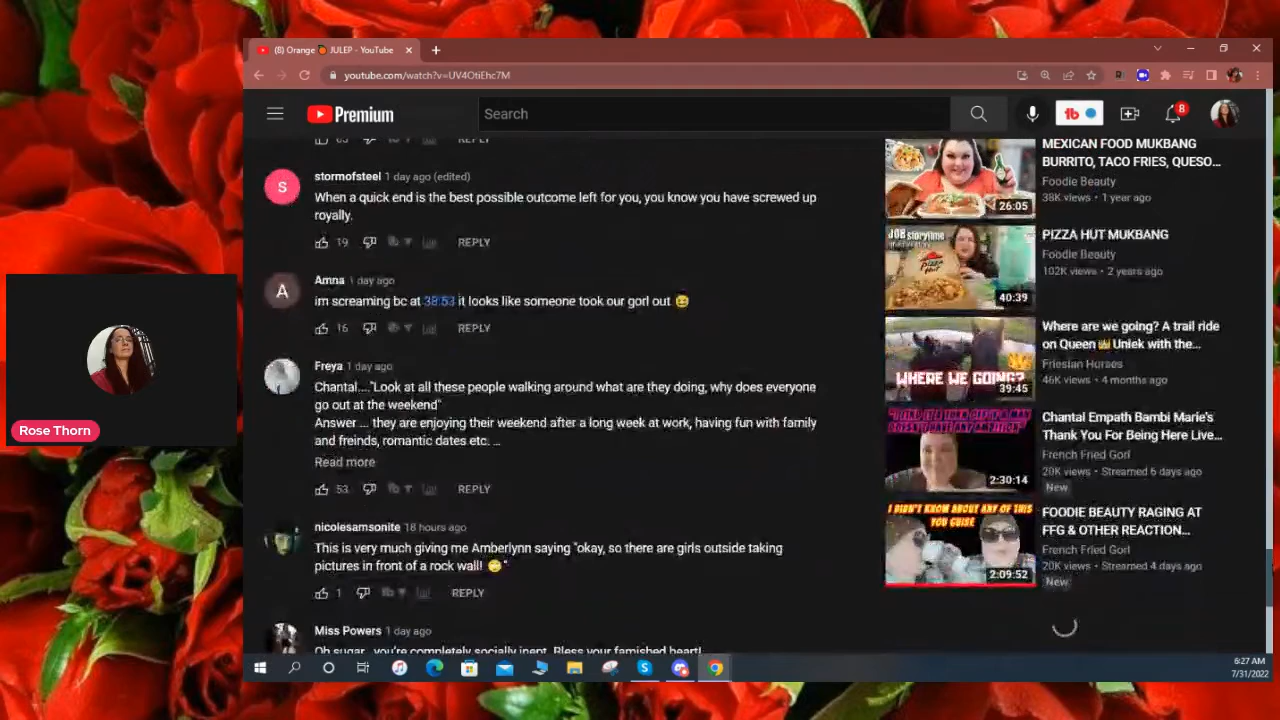 (8) Orange 🍊 JULEP - YouTube
youtube.com/watch?v=UV4OtiEhc7M
Premium
Search
8
stormofsteel 1 day ago (edited)
When a quick end is the best possible outcome left for you, you know you have screwed up
royally.
19 REPLY
A
Amna 1 day ago
im screaming bc at 38:53 it looks like someone took our gorl out 😆
16 REPLY
Freya 1 day ago
Chantal...."Look at all these people walking around what are they doing, why does everyone
go out at the weekend"
Answer ... they are enjoying their weekend after a long week at work, having fun with family
and freinds, romantic dates etc. ...
Read more
53 REPLY
nicolesamsonite 18 hours ago
This is very much giving me Amberlynn saying "okay, so there are girls outside taking
pictures in front of a rock wall! 🙄"
1 REPLY
Miss Powers 1 day ago
Oh sugar.. you're completely socially inept. Bless your famished heart!
MEXICAN FOOD MUKBANG
BURRITO, TACO FRIES, QUESO...
Foodie Beauty
38K views • 1 year ago
26:05
PIZZA HUT MUKBANG
Foodie Beauty
102K views • 2 years ago
JOB storytime
40:39
Where are we going? A trail ride
on Queen 👑 Uniek with the...
Friesian Horses
46K views • 4 months ago
WHERE WE GOING?
39:45
Chantal Empath Bambi Marie's
Thank You For Being Here Live...
French Fried Gorl
20K views • Streamed 6 days ago
New
2:30:14
FOODIE BEAUTY RAGING AT
FFG & OTHER REACTION...
French Fried Gorl
20K views • Streamed 4 days ago
New
I DIDN'T KNOW ABOUT ANY OF THIS
YOU GUISE
2:09:52
Rose Thorn
6:27 AM
7/31/2022